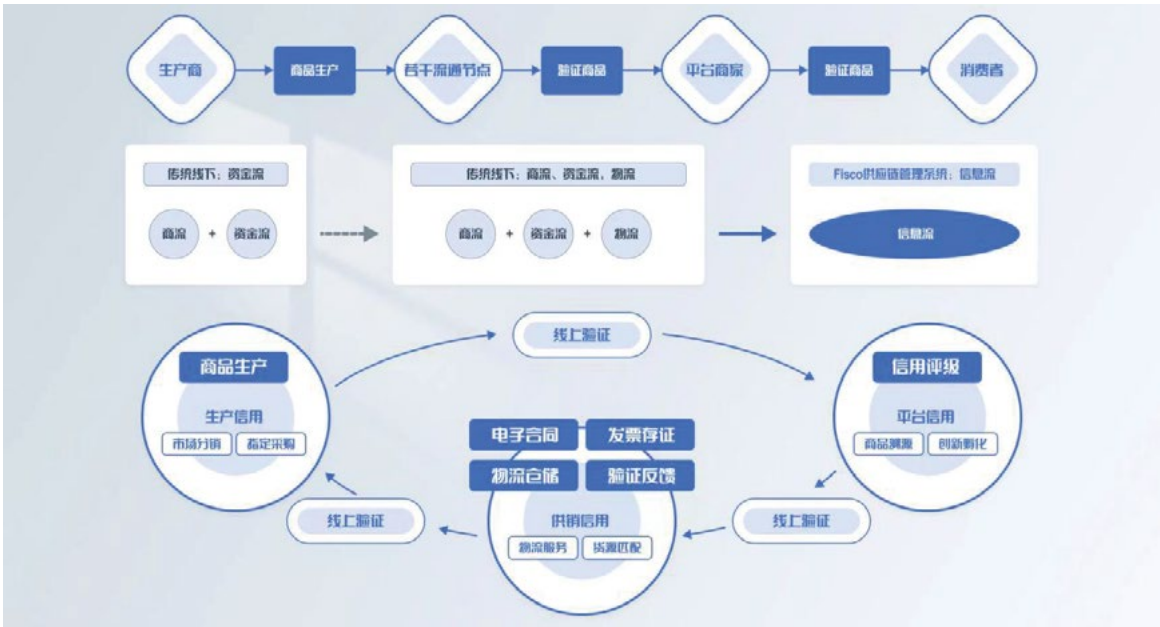 生产商
商品生产
若干流通节点
验证商品
平台商家
验证商品
消费者
传统线下：资金流
传统线下：商流、资金流，物流
Fisco供应链管理系统：信息流
商流 + 资金流
商流 + 资金流 + 物流
信息流
线上验证
商品生产
生产信用
市场分销 指定采购
信用评级
平台信用
商品溯源 创新孵化
电子合同 发票存证
物流仓储 验证反馈
供销信用
物流服务 货源匹配
线上验证
线上验证